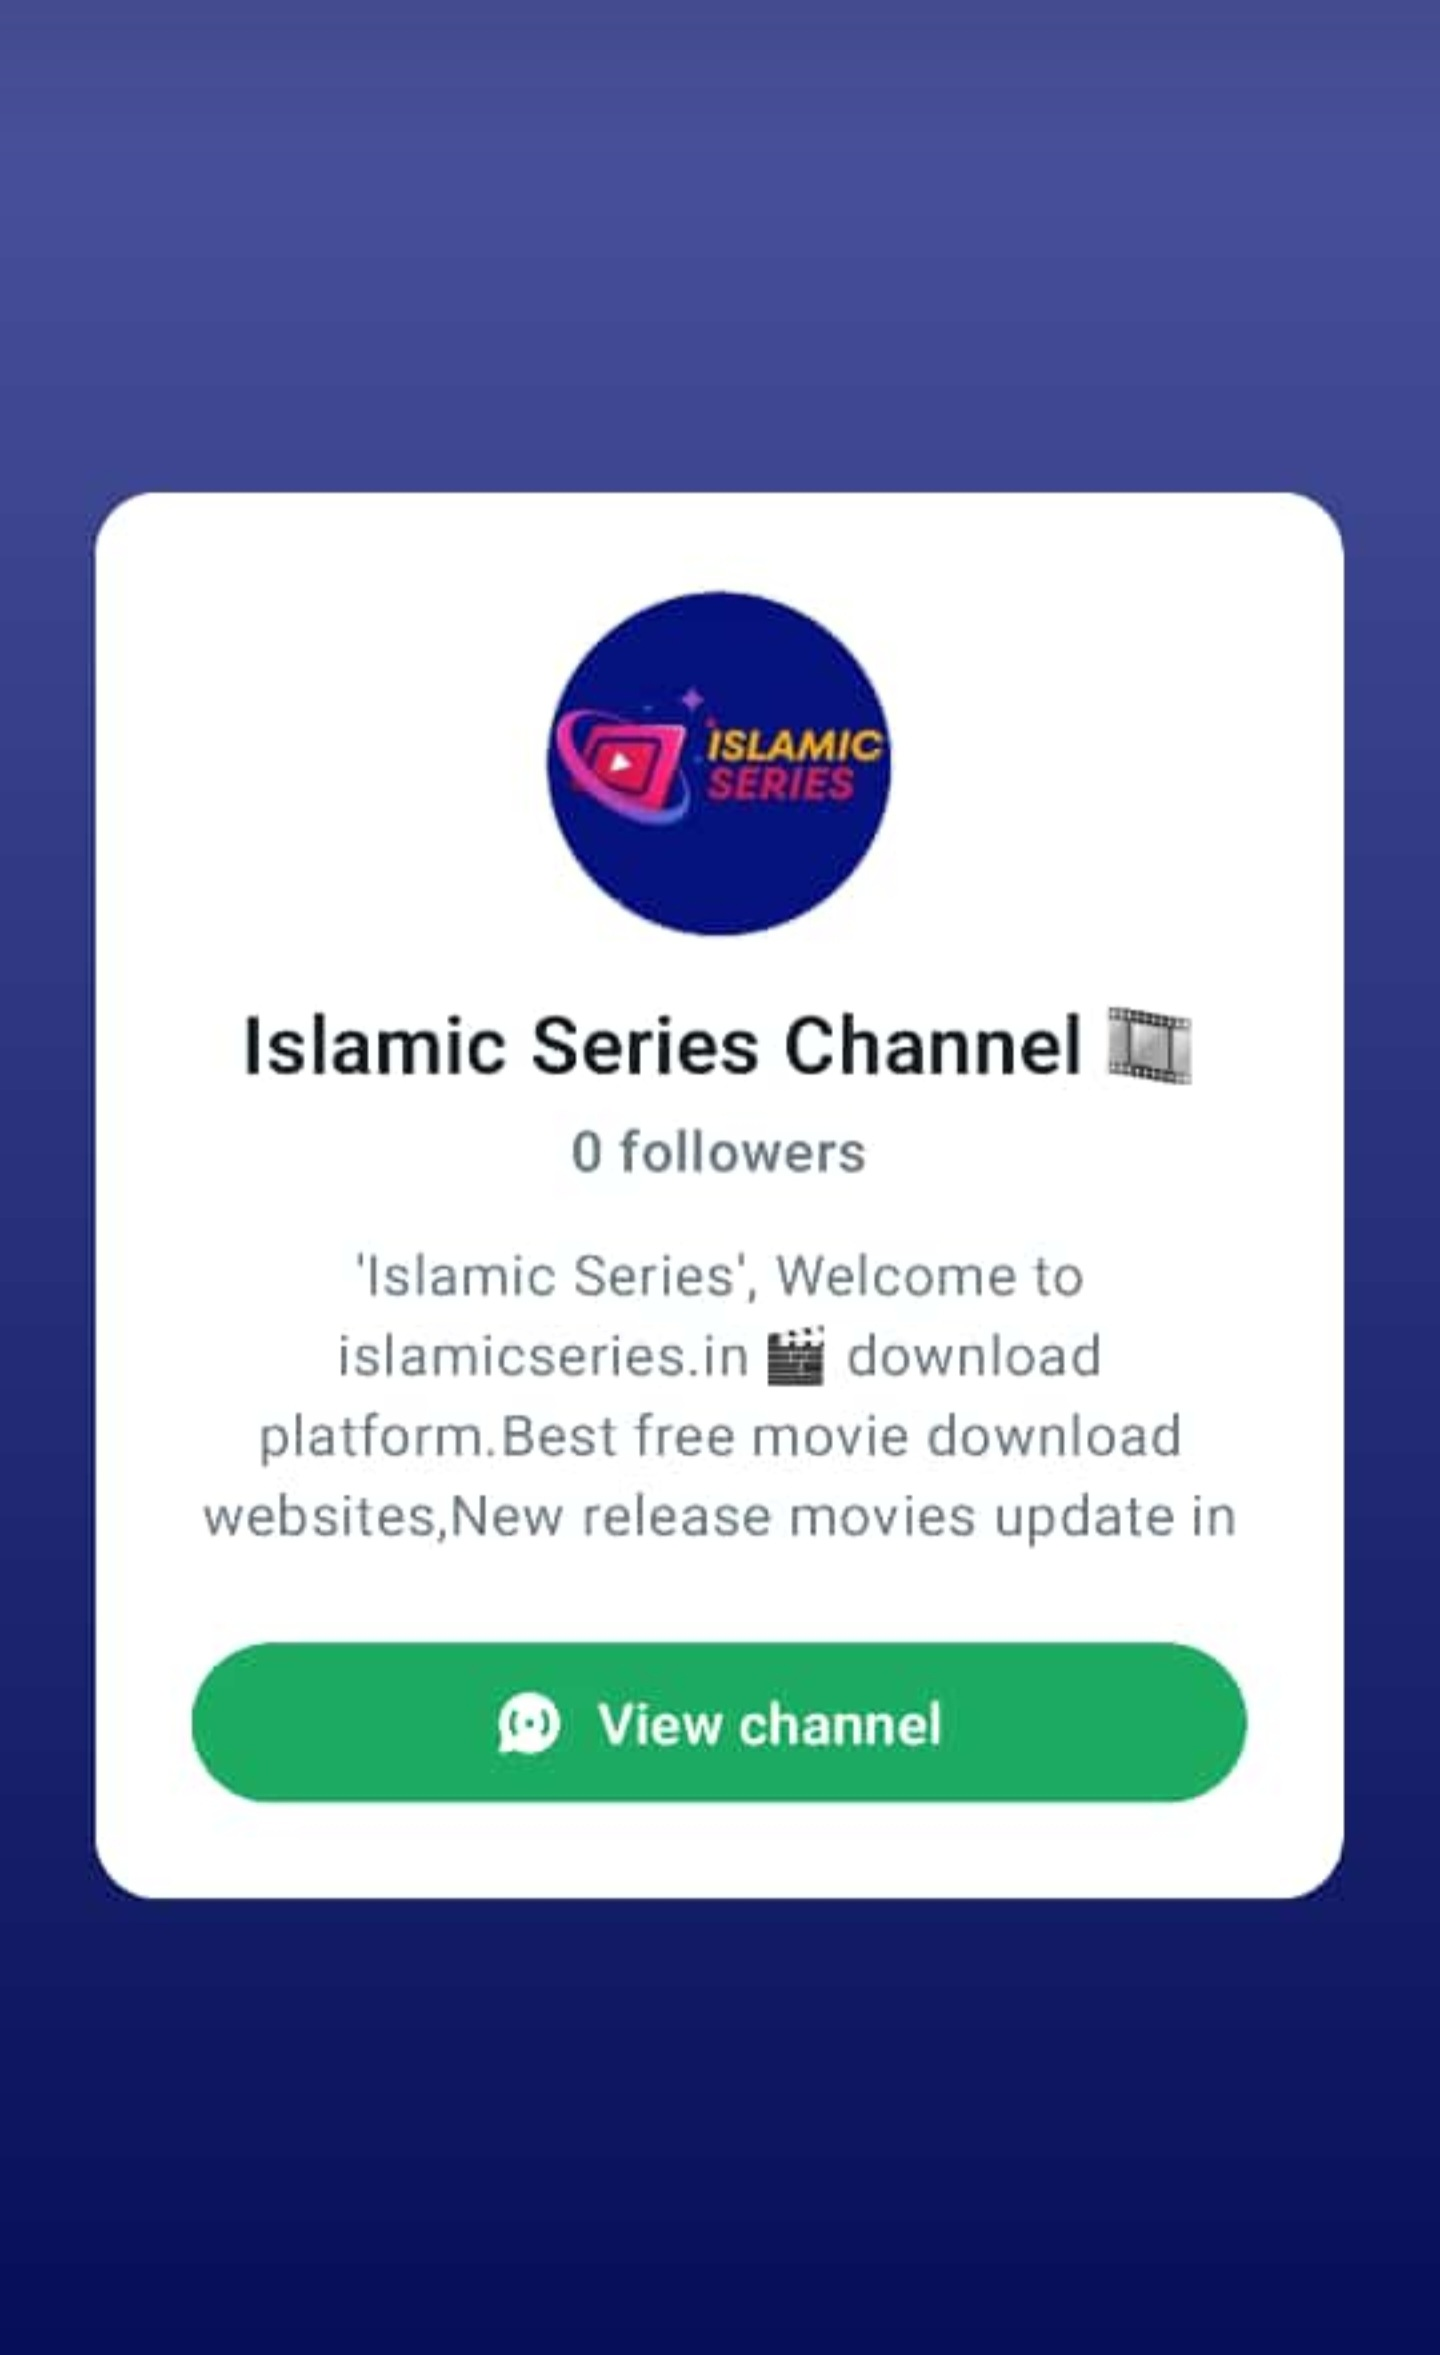 ISLAMIC
SERIES
Islamic Series Channel 🎞️
0 followers
'Islamic Series', Welcome to
islamicseries.in 🎬 download
platform.Best free movie download
websites,New release movies update in
View channel